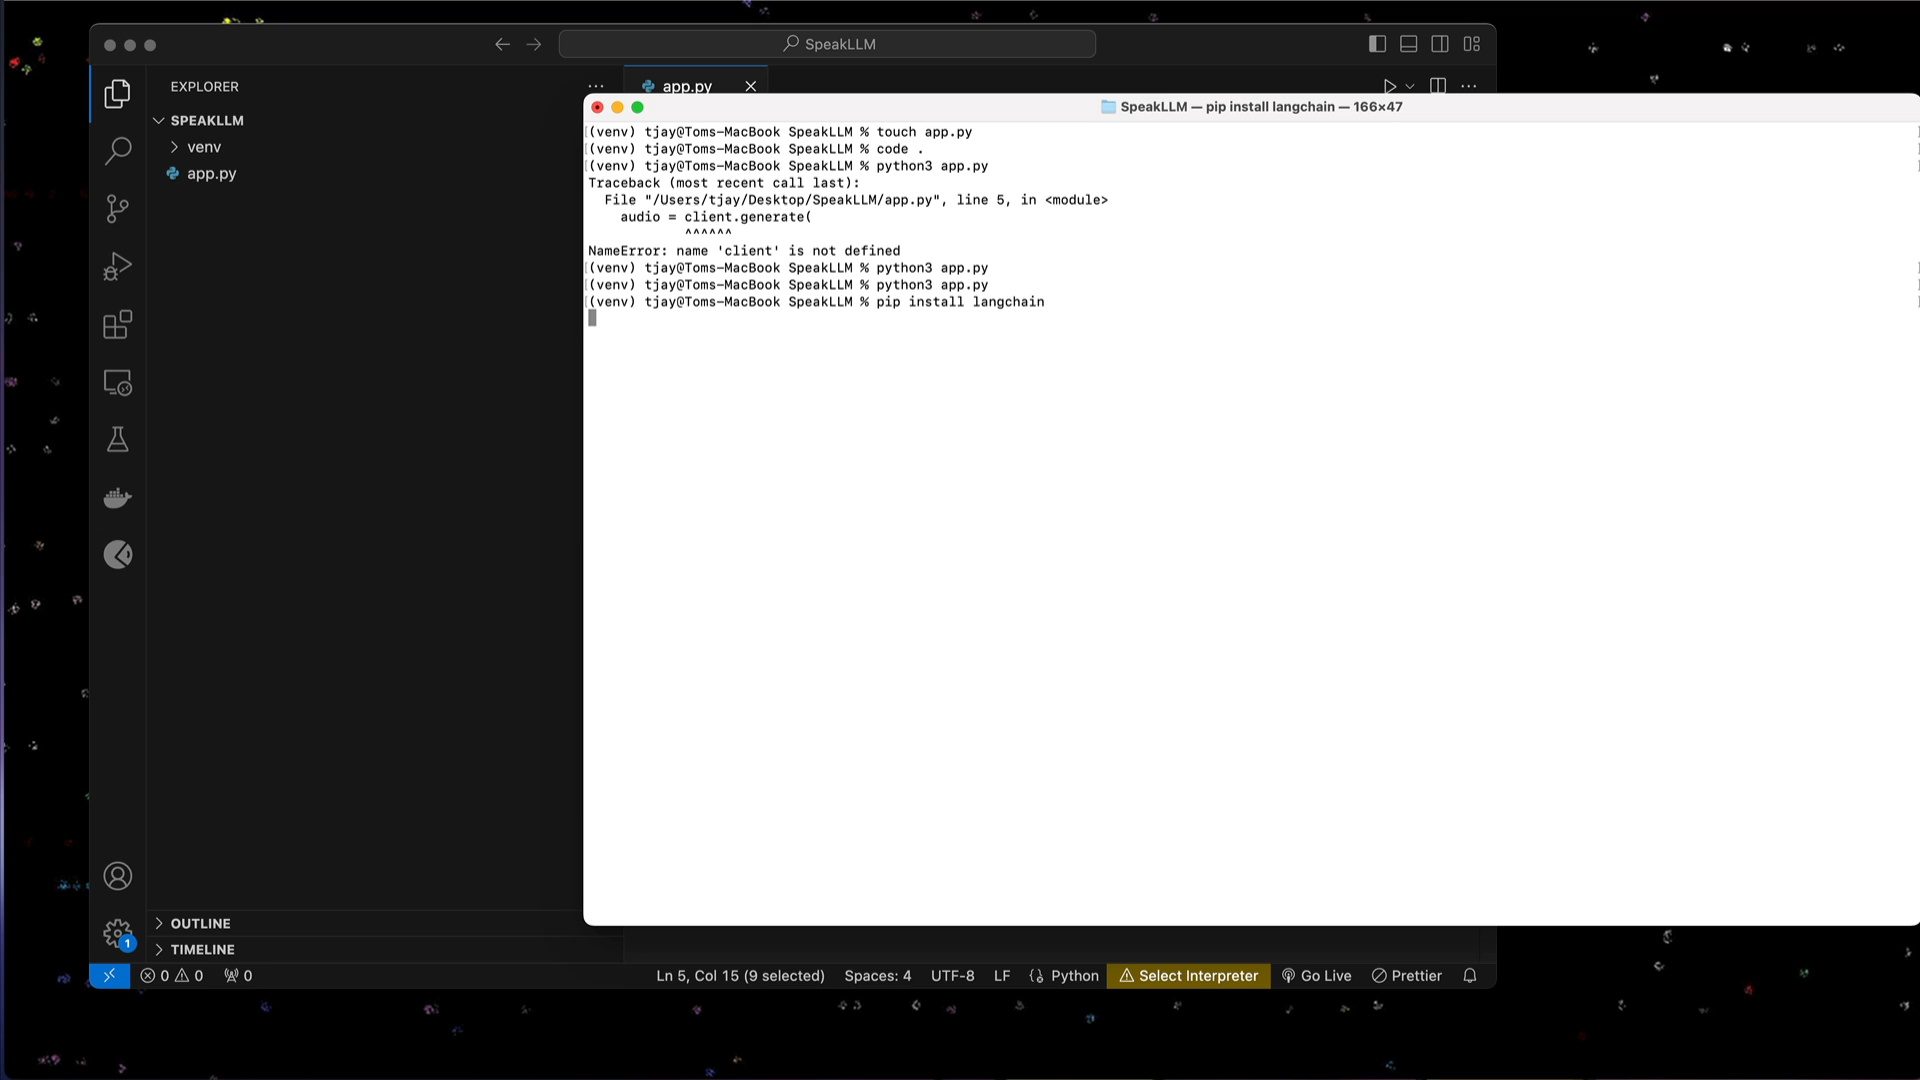 SpeakLLM
EXPLORER
SPEAKLLM
venv
app.py
app.py
SpeakLLM — pip install langchain — 166×47
[(venv) tjay@Toms-MacBook SpeakLLM % touch app.py
[(venv) tjay@Toms-MacBook SpeakLLM % code .
[(venv) tjay@Toms-MacBook SpeakLLM % python3 app.py
Traceback (most recent call last):
  File "/Users/tjay/Desktop/SpeakLLM/app.py", line 5, in <module>
    audio = client.generate(
            ^^^^^^
NameError: name 'client' is not defined
[(venv) tjay@Toms-MacBook SpeakLLM % python3 app.py
[(venv) tjay@Toms-MacBook SpeakLLM % python3 app.py
[(venv) tjay@Toms-MacBook SpeakLLM % pip install langchain
OUTLINE
1
TIMELINE
0 0 0 Ln 5, Col 15 (9 selected) Spaces: 4 UTF-8 LF Python Select Interpreter Go Live Prettier